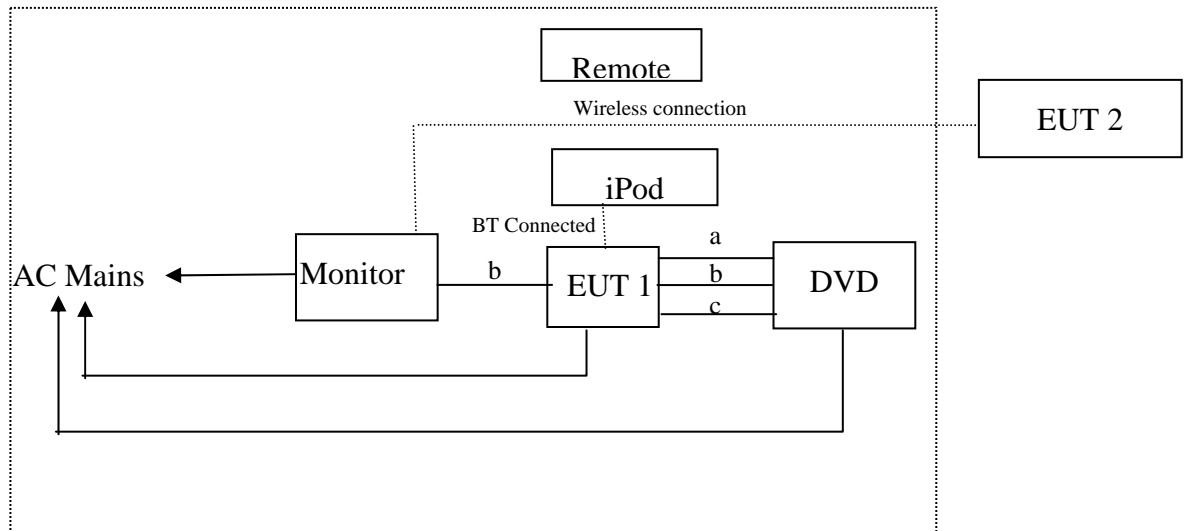 Remote
Wireless connection
EUT 2
iPod
BT Connected
a
AC Mains
Monitor
b
EUT 1
b
DVD
c